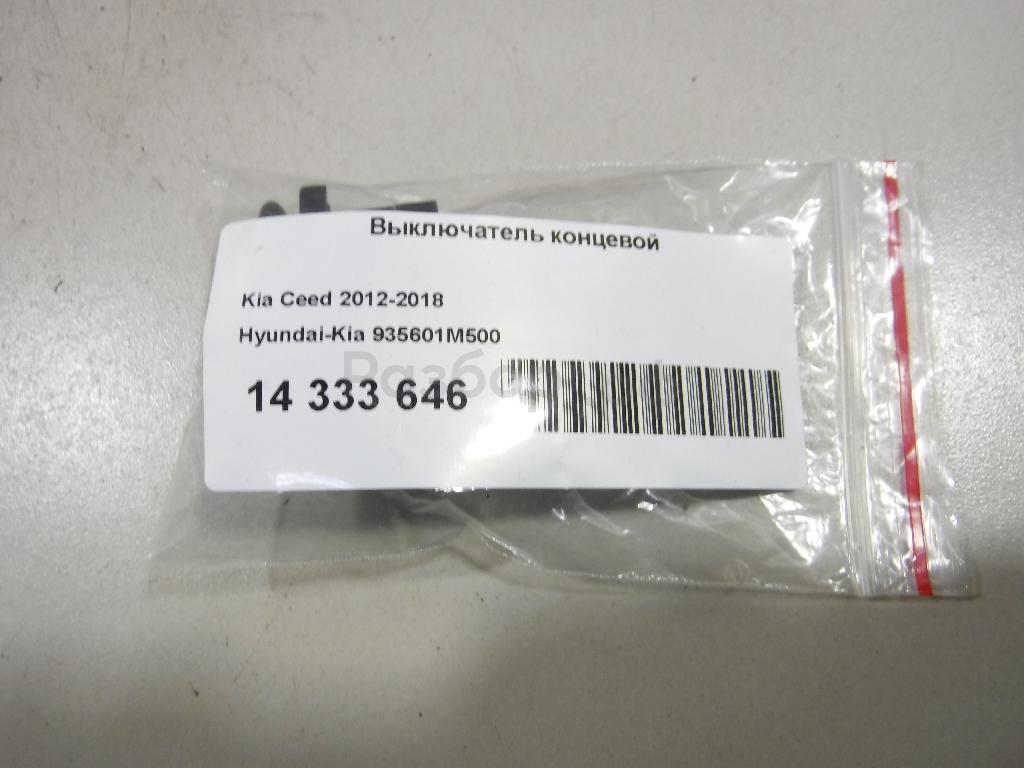 Выключатель концевой
Kia Ceed 2012-2018
Hyundai-Kia 935601M500
14 333 646